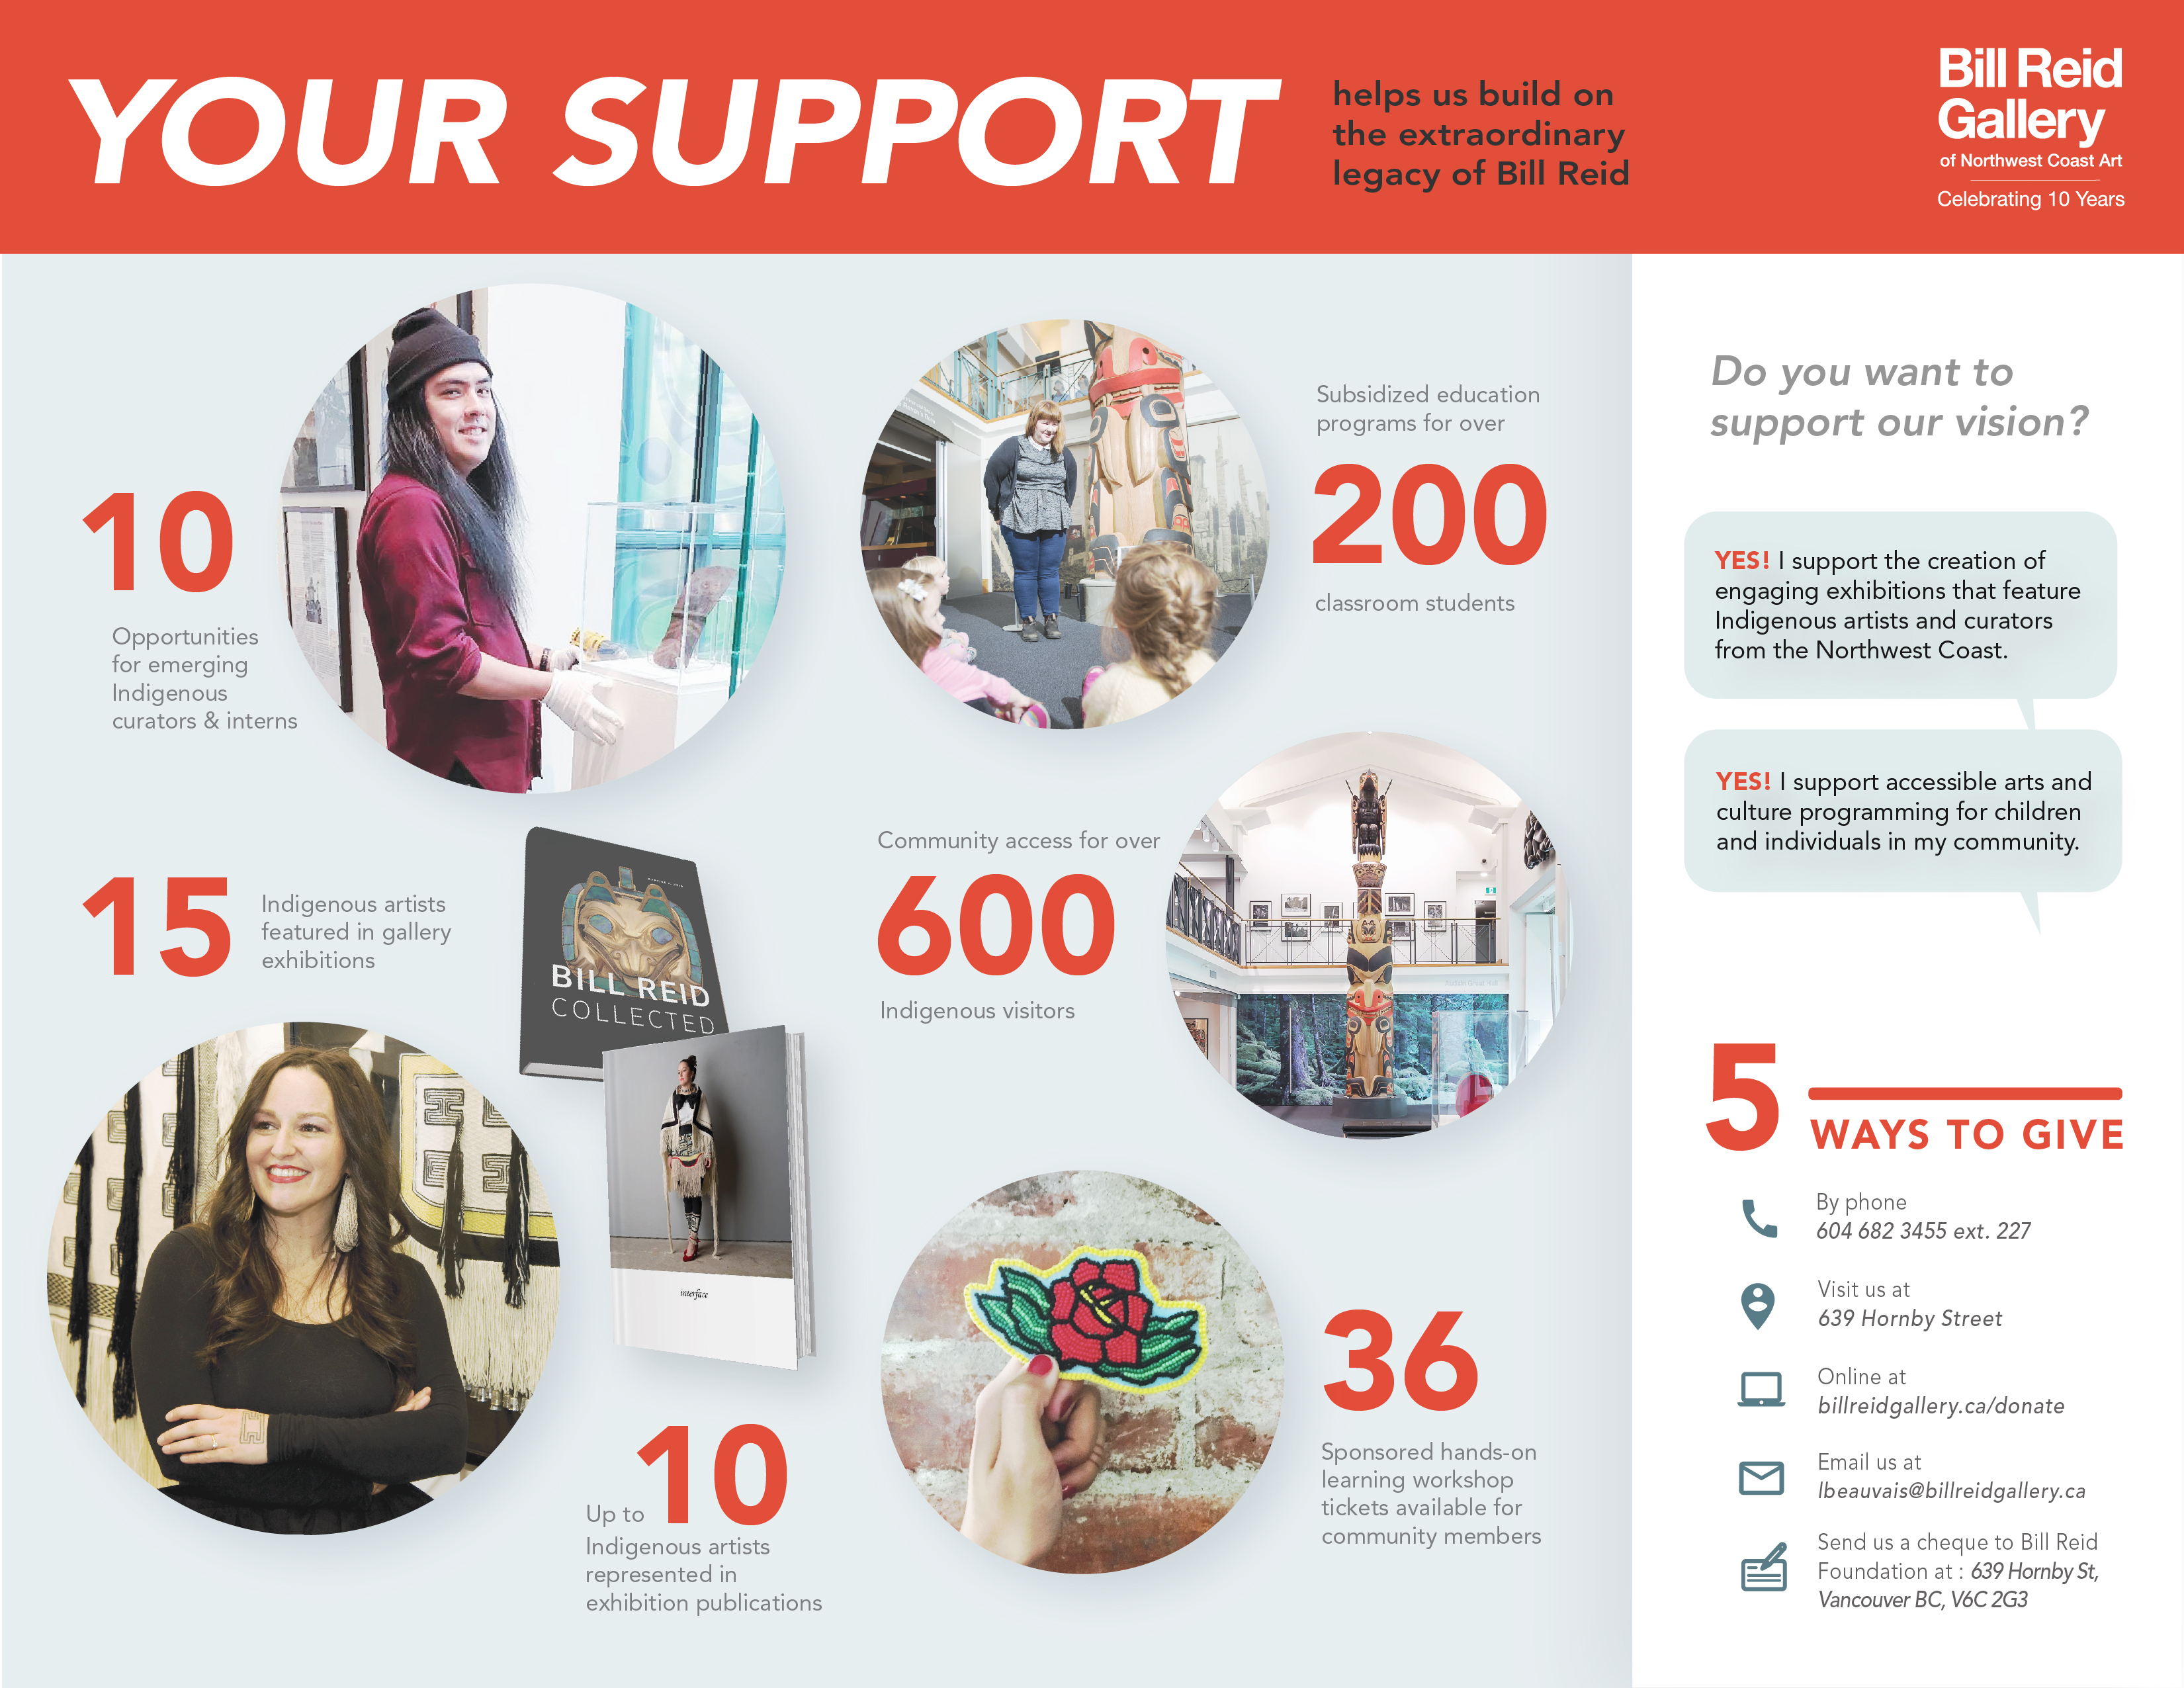 YOUR SUPPORT
helps us build on
the extraordinary
legacy of Bill Reid
Bill Reid
Gallery
of Northwest Coast Art
Celebrating 10 Years
10
Opportunities
for emerging
Indigenous
curators & interns
Subsidized education
programs for over
200
classroom students
15
Indigenous artists
featured in gallery
exhibitions
BILL REID
COLLECTED
Community access for over
600
Indigenous visitors
interface
Up to 10
Indigenous artists
represented in
exhibition publications
36
Sponsored hands-on
learning workshop
tickets available for
community members
Do you want to
support our vision?
YES! I support the creation of
engaging exhibitions that feature
Indigenous artists and curators
from the Northwest Coast.
YES! I support accessible arts and
culture programming for children
and individuals in my community.
5
WAYS TO GIVE
By phone
604 682 3455 ext. 227
Visit us at
639 Hornby Street
Online at
billreidgallery.ca/donate
Email us at
lbeauvais@billreidgallery.ca
Send us a cheque to Bill Reid
Foundation at : 639 Hornby St,
Vancouver BC, V6C 2G3